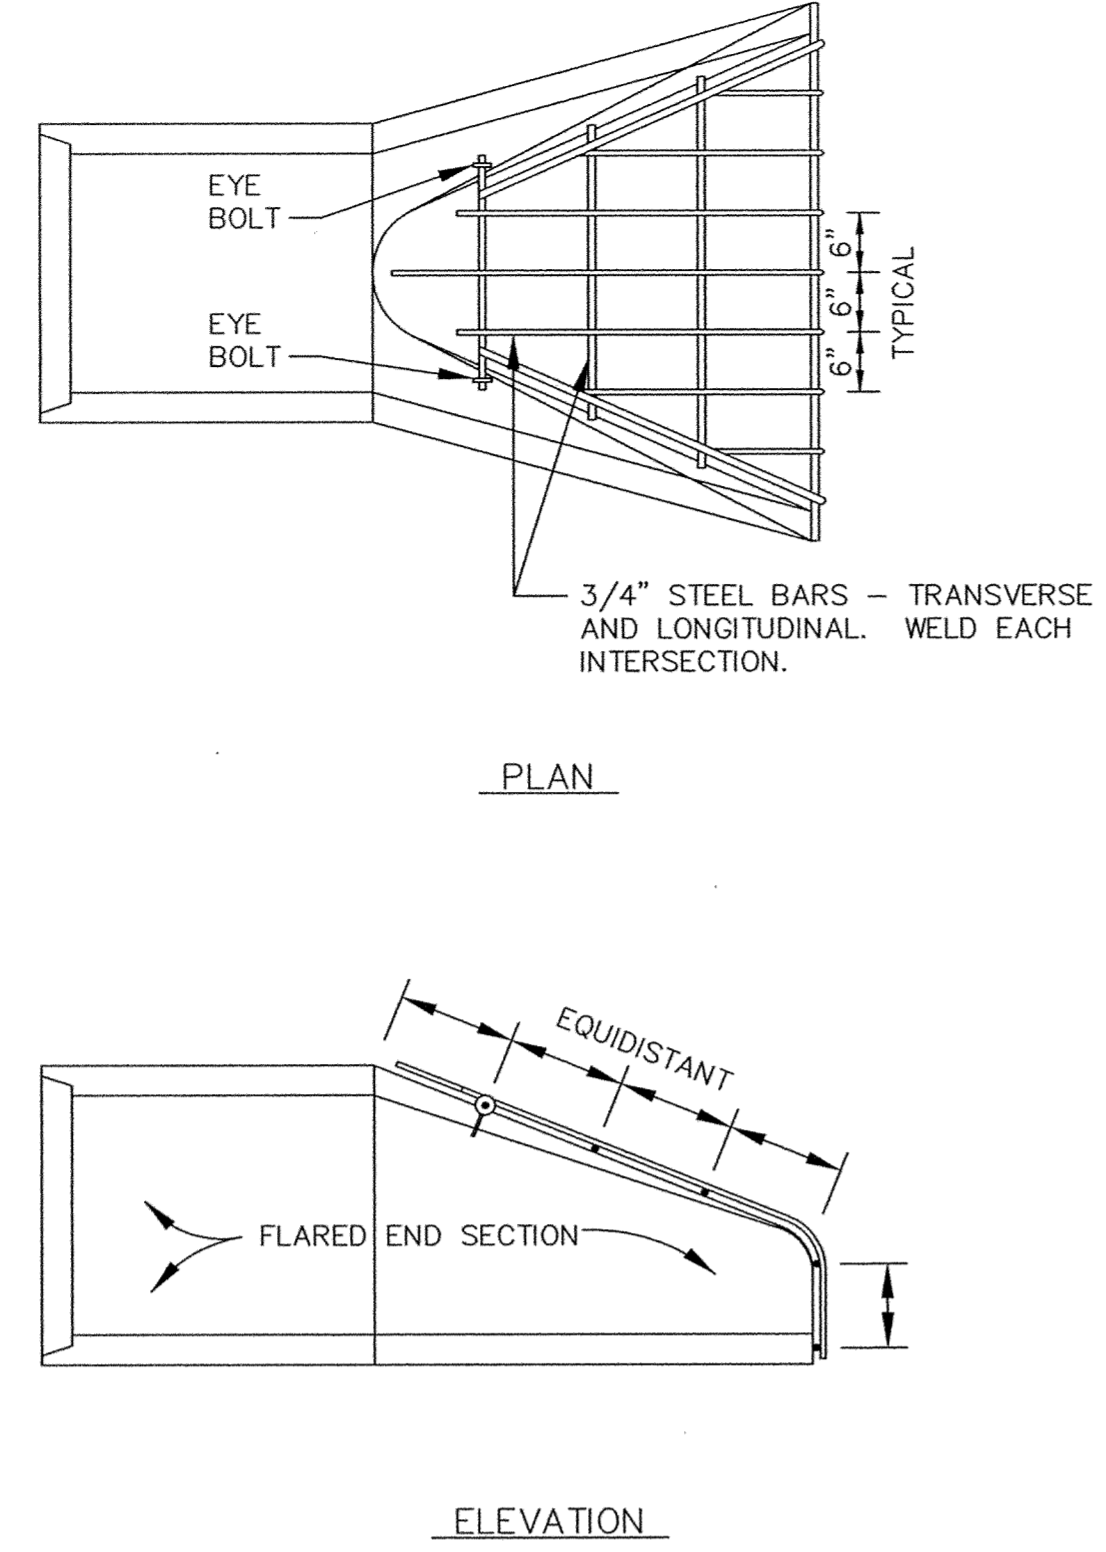 EYE
BOLT
EYE
BOLT
6"
6"
6"
TYPICAL
3/4" STEEL BARS – TRANSVERSE
AND LONGITUDINAL. WELD EACH
INTERSECTION.
PLAN
EQUIDISTANT
FLARED END SECTION
ELEVATION